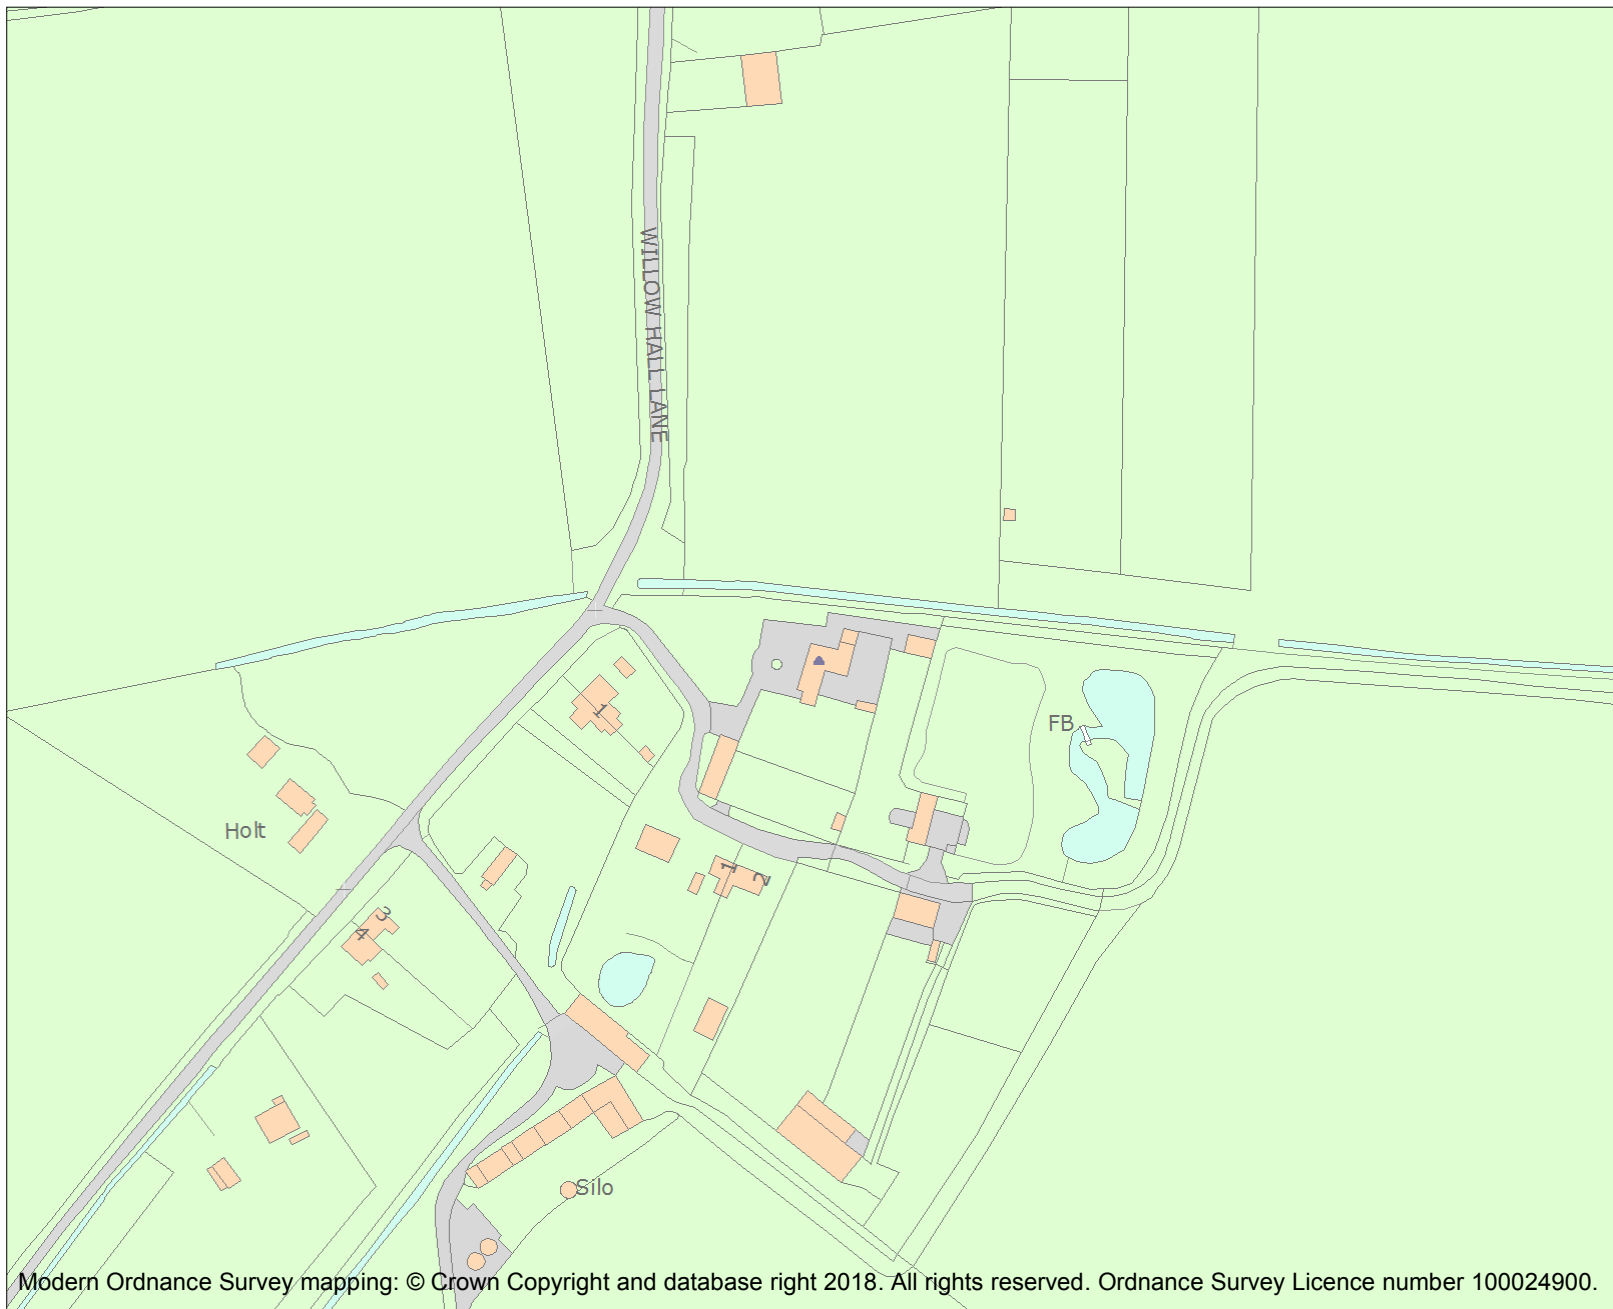 WILLOW HALL LANE
1
FB
Holt
1
2
3
4
Silo
Modern Ordnance Survey mapping: © Crown Copyright and database right 2018. All rights reserved. Ordnance Survey Licence number 100024900.